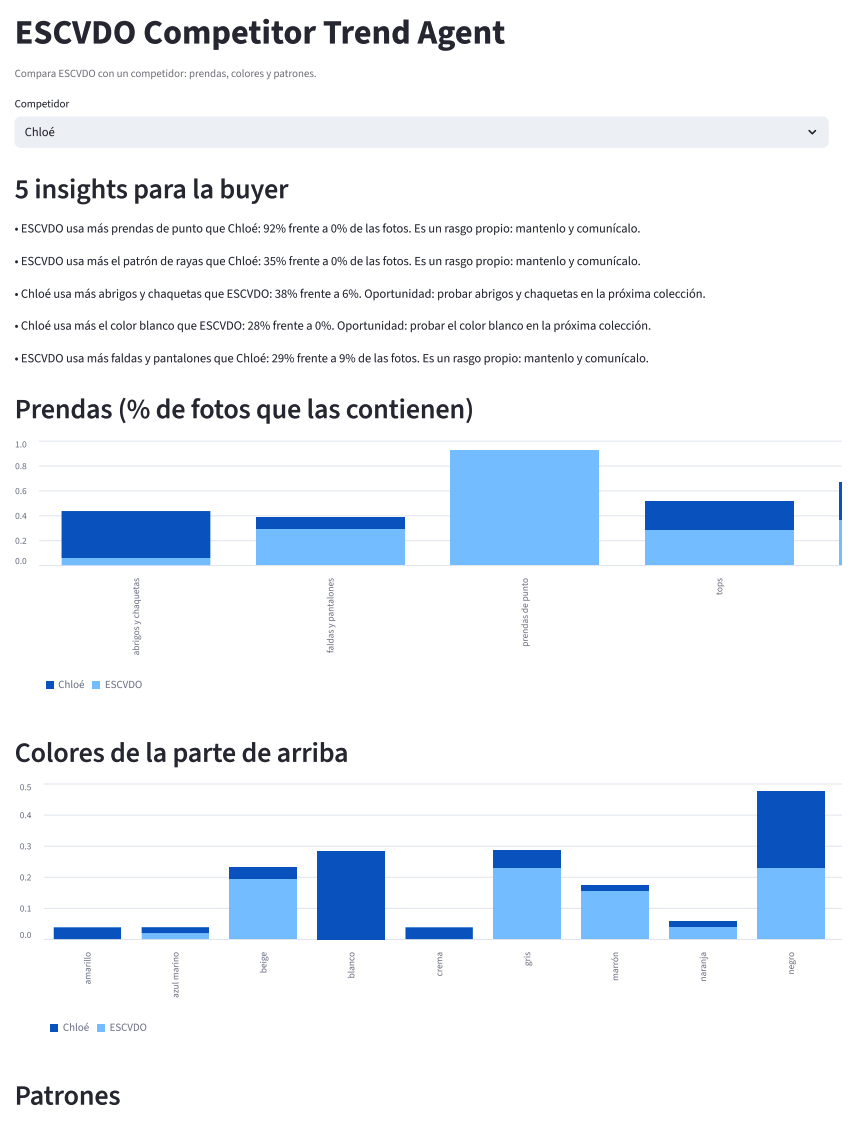 ESCVDO Competitor Trend Agent
Compara ESCVDO con un competidor: prendas, colores y patrones.
Competidor
Chloé
5 insights para la buyer
• ESCVDO usa más prendas de punto que Chloé: 92% frente a 0% de las fotos. Es un rasgo propio: mantenlo y comunícalo.
• ESCVDO usa más el patrón de rayas que Chloé: 35% frente a 0% de las fotos. Es un rasgo propio: mantenlo y comunícalo.
• Chloé usa más abrigos y chaquetas que ESCVDO: 38% frente a 6%. Oportunidad: probar abrigos y chaquetas en la próxima colección.
• Chloé usa más el color blanco que ESCVDO: 28% frente a 0%. Oportunidad: probar el color blanco en la próxima colección.
• ESCVDO usa más faldas y pantalones que Chloé: 29% frente a 9% de las fotos. Es un rasgo propio: mantenlo y comunícalo.
Prendas (% de fotos que las contienen)
1.0
0.8
0.6
0.4
0.2
0.0
abrigos y chaquetas
faldas y pantalones
prendas de punto
tops
Chloé ESCVDO
Colores de la parte de arriba
0.5
0.4
0.3
0.2
0.1
0.0
amarillo
azul marino
beige
blanco
crema
gris
marrón
naranja
negro
Chloé ESCVDO
Patrones